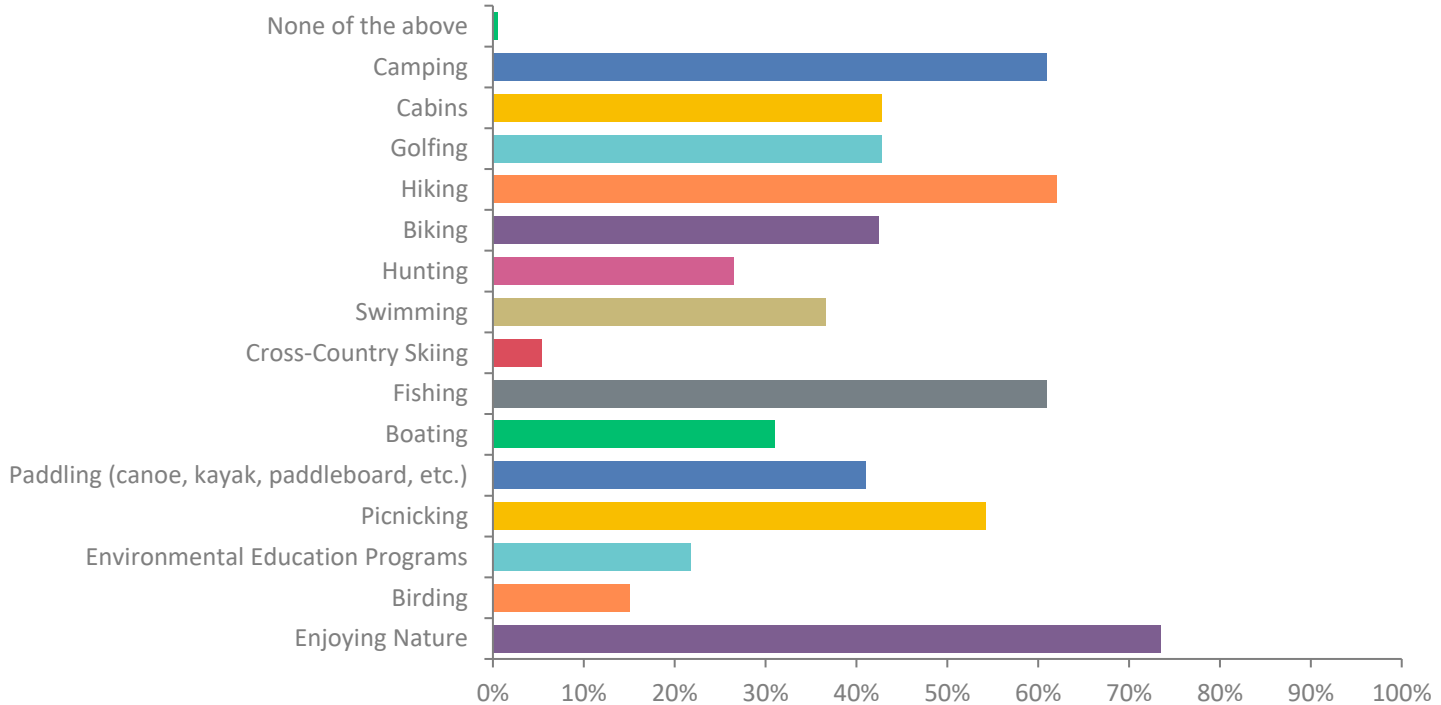 None of the above
Camping
Cabins
Golfing
Hiking
Biking
Hunting
Swimming
Cross-Country Skiing
Fishing
Boating
Paddling (canoe, kayak, paddleboard, etc.)
Picnicking
Environmental Education Programs
Birding
Enjoying Nature
0% 10% 20% 30% 40% 50% 60% 70% 80% 90% 100%